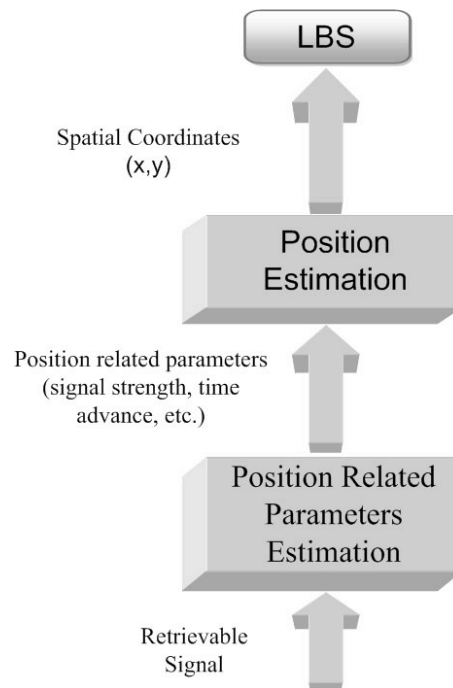 LBS
Spatial Coordinates
(x,y)
Position
Estimation
Position related parameters
(signal strength, time
advance, etc.)
Position Related
Parameters
Estimation
Retrievable
Signal